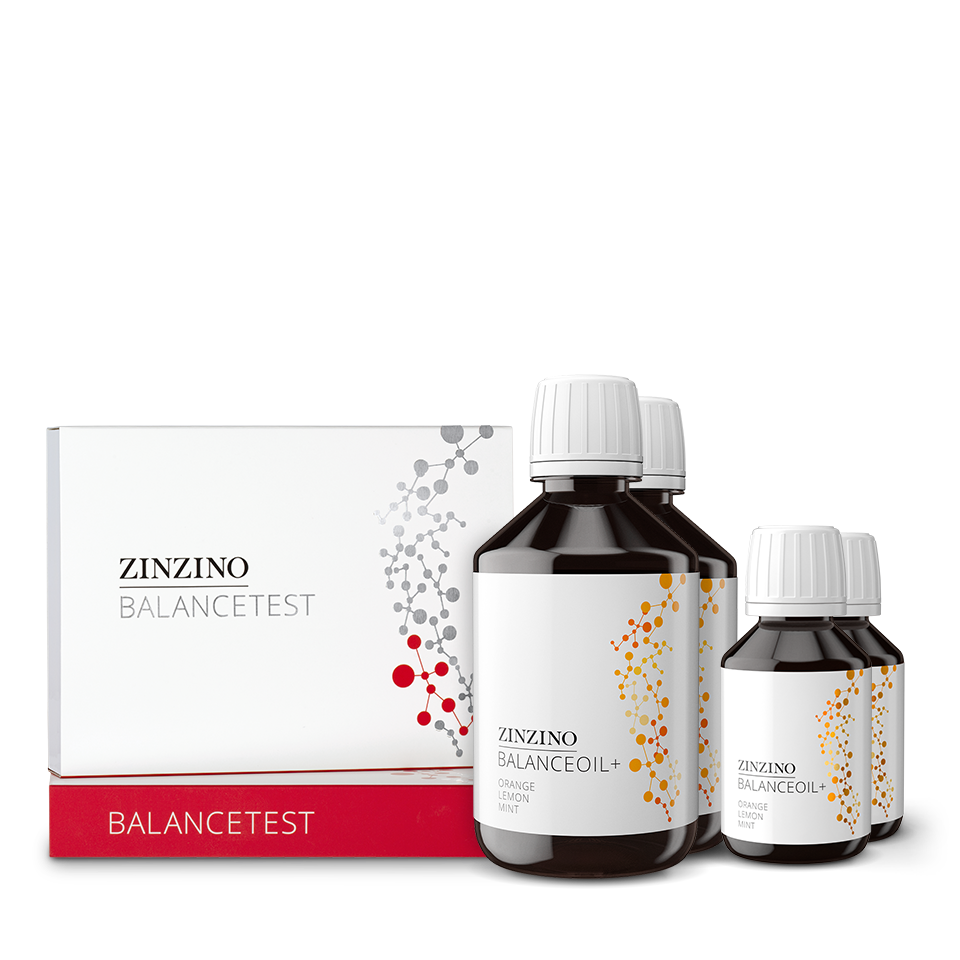 ZINZINO
BALANCETEST
BALANCETEST
ZINZINO
BALANCEOIL+
ORANGE
LEMON
MINT
ZINZINO
BALANCEOIL+
ORANGE
LEMON
MINT